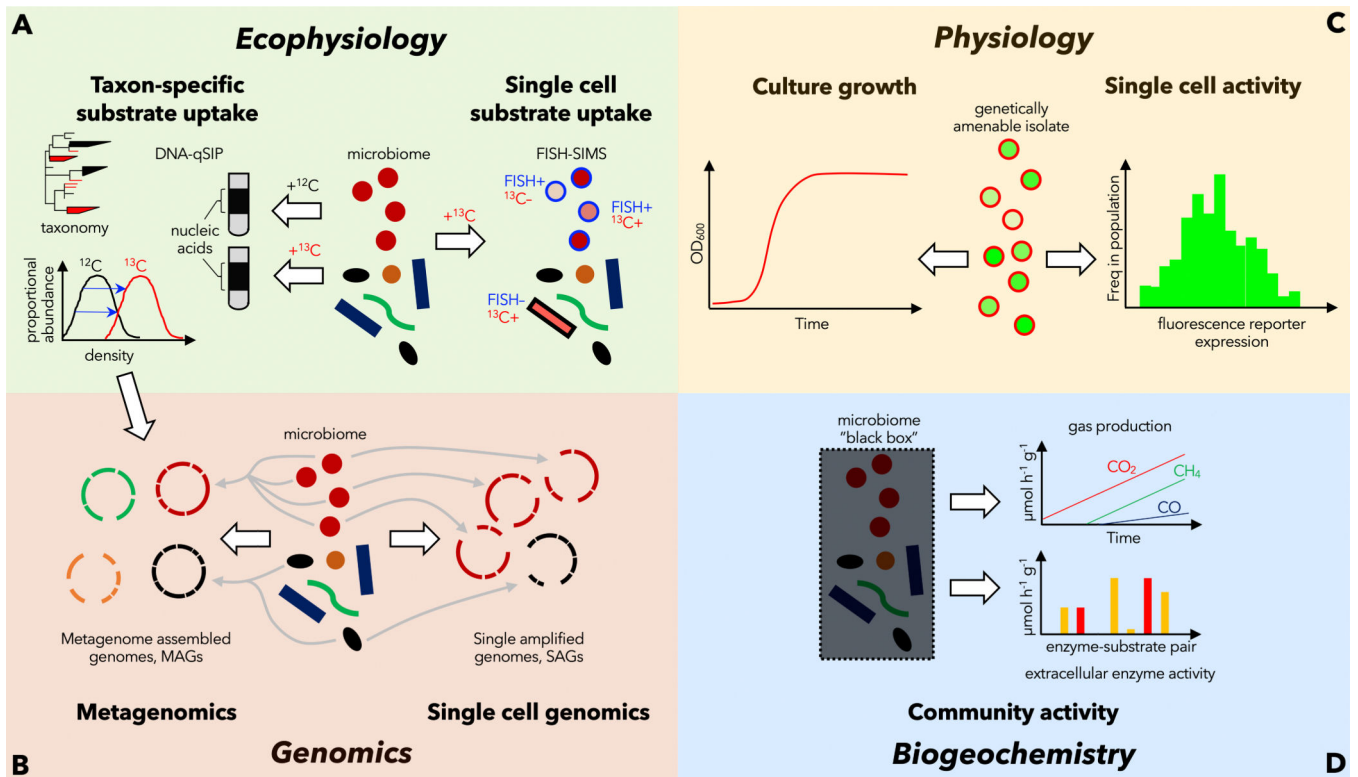 A
Ecophysiology
Taxon-specific
substrate uptake
Single cell
substrate uptake
DNA-qSIP
microbiome
FISH-SIMS
taxonomy
nucleic
acids
+12C
+13C
+13C
FISH+
13C–
FISH+
13C+
FISH–
13C+
12C
13C
proportional
abundance
density
C
Physiology
Culture growth
Single cell activity
genetically
amenable isolate
OD600
Time
Freq in population
fluorescence reporter
expression
microbiome
Metagenome assembled
genomes, MAGs
Single amplified
genomes, SAGs
Metagenomics
Single cell genomics
B
Genomics
microbiome
"black box"
gas production
µmol h-1 g-1
CO2
CH4
CO
Time
µmol h-1 g-1
enzyme-substrate pair
extracellular enzyme activity
Community activity
Biogeochemistry
D